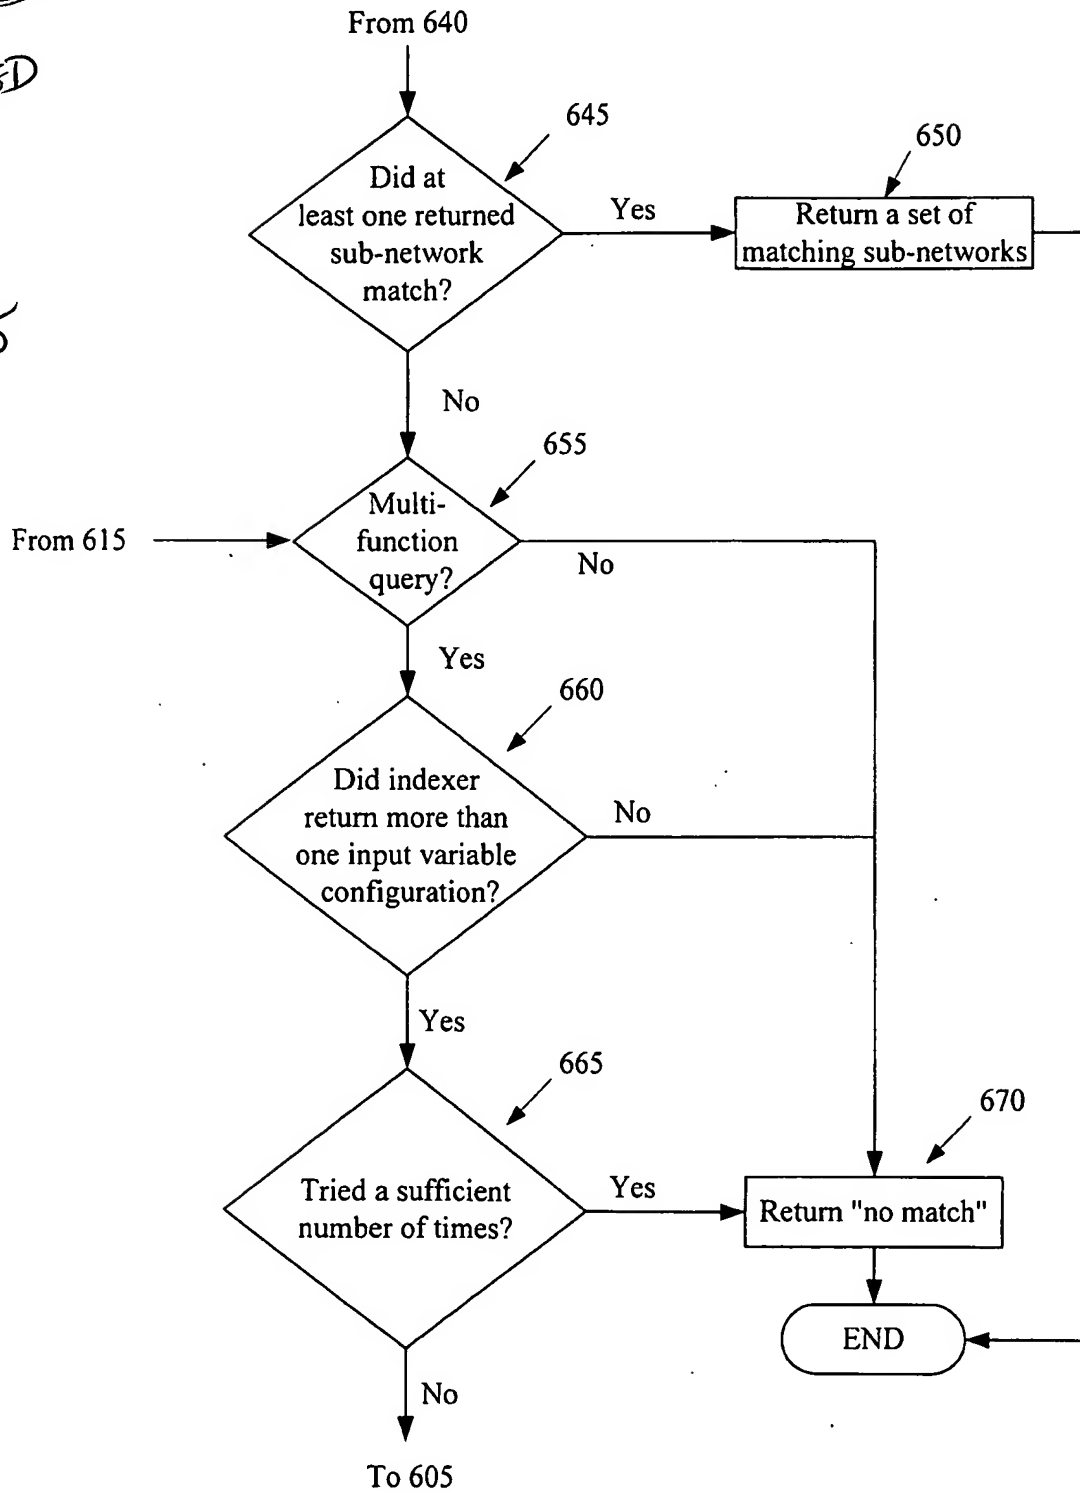 From 640
645
Did at
least one returned
sub-network
match?
Yes
650
Return a set of
matching sub-networks
No
655
Multi-
function
query?
From 615
No
Yes
660
Did indexer
return more than
one input variable
configuration?
No
Yes
665
Tried a sufficient
number of times?
Yes
670
Return "no match"
END
No
To 605